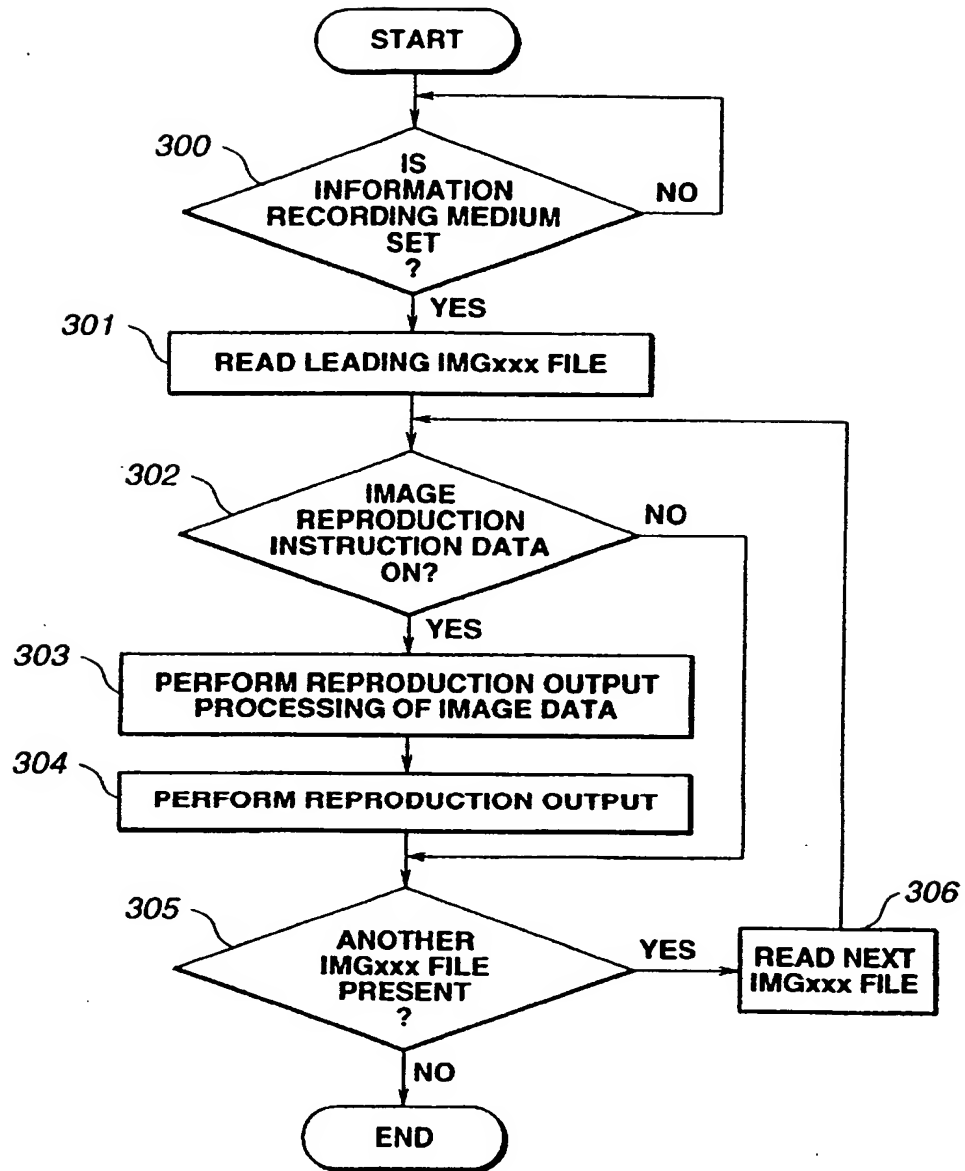 START
300
IS
INFORMATION
RECORDING MEDIUM
SET
?
NO
YES
301
READ LEADING IMGxxx FILE
302
IMAGE
REPRODUCTION
INSTRUCTION DATA
ON?
NO
YES
303
PERFORM REPRODUCTION OUTPUT
PROCESSING OF IMAGE DATA
304
PERFORM REPRODUCTION OUTPUT
305
ANOTHER
IMGxxx FILE
PRESENT
?
YES
306
READ NEXT
IMGxxx FILE
NO
END